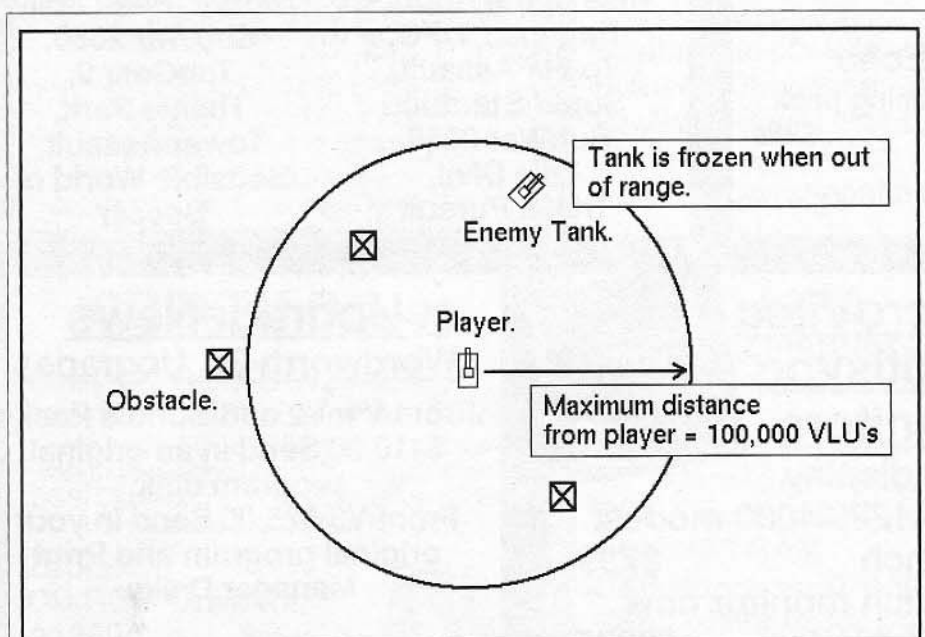 Tank is frozen when out
of range.
Enemy Tank.
Player.
Obstacle.
Maximum distance
from player = 100,000 VLU`s